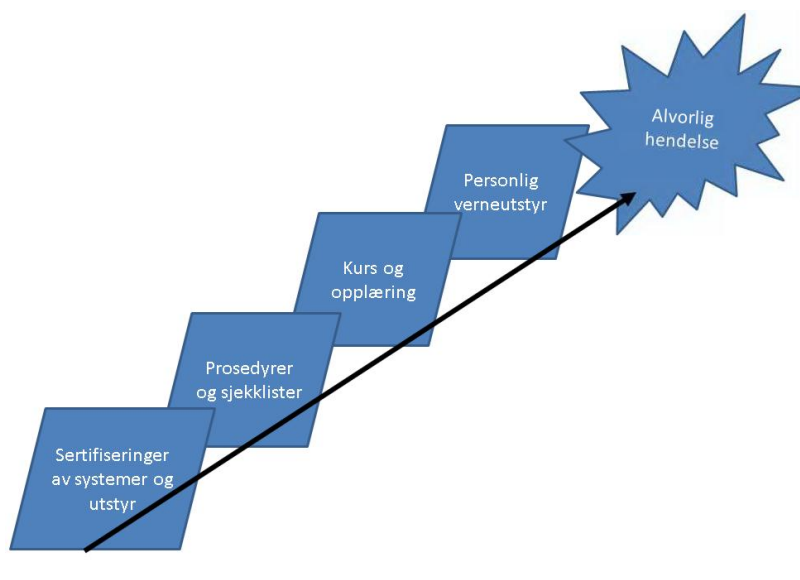 Alvorlig
hendelse
Personlig
verneutstyr
Kurs og
opplæring
Prosedyrer
og sjekklister
Sertifiseringer
av systemer og
utstyr